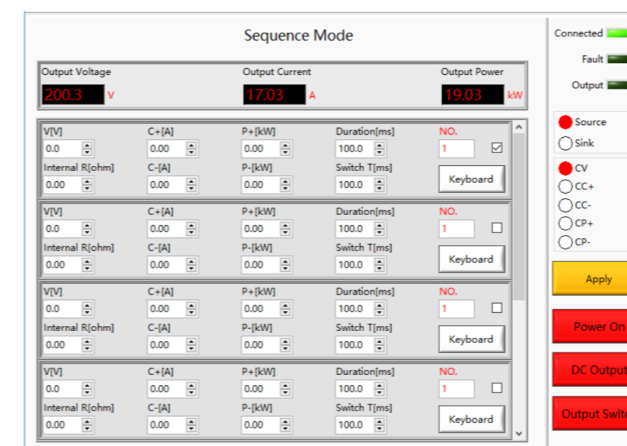 Sequence Mode
Connected
Fault
Output
Output Voltage Output Current Output Power
200.3 V 17.03 A 19.03 kW
Source
Sink
CV
CC+
CC-
CP+
CP-
Apply
Power On
DC Output
Output Swit
V[V] C+[A] P+[kW] Duration[ms] NO.
0.0 0.00 0.00 100.0 1
Internal R[ohm] C-[A] P-[kW] Switch T[ms] Keyboard
0.00 0.00 0.00 100.0
V[V] C+[A] P+[kW] Duration[ms] NO.
0.0 0.00 0.00 100.0 1
Internal R[ohm] C-[A] P-[kW] Switch T[ms] Keyboard
0.00 0.00 0.00 100.0
V[V] C+[A] P+[kW] Duration[ms] NO.
0.0 0.00 0.00 100.0 1
Internal R[ohm] C-[A] P-[kW] Switch T[ms] Keyboard
0.00 0.00 0.00 100.0
V[V] C+[A] P+[kW] Duration[ms] NO.
0.0 0.00 0.00 100.0 1
Internal R[ohm] C-[A] P-[kW] Switch T[ms] Keyboard
0.00 0.00 0.00 100.0